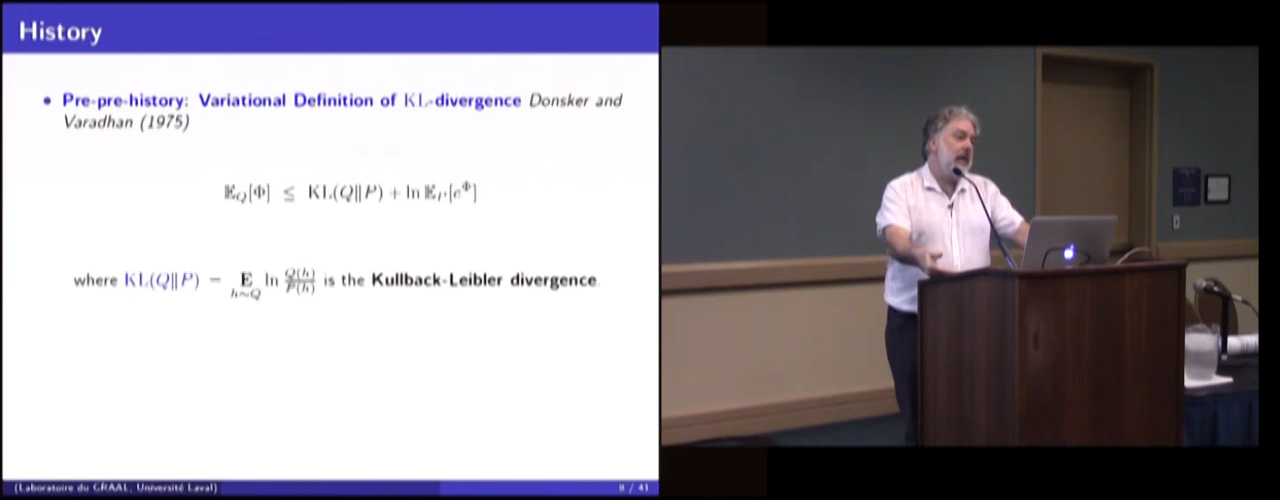 History
• Pre-pre-history: Variational Definition of KL-divergence Donsker and
Varadhan (1975)
𝔼_Q[Φ] ≤ KL(Q‖P) + ln 𝔼_P[e^Φ]
where KL(Q‖P) = E_{h∼Q} ln Q(h)/P(h) is the Kullback-Leibler divergence
(Laboratoire du GRAAL, Université Laval)
8 / 41